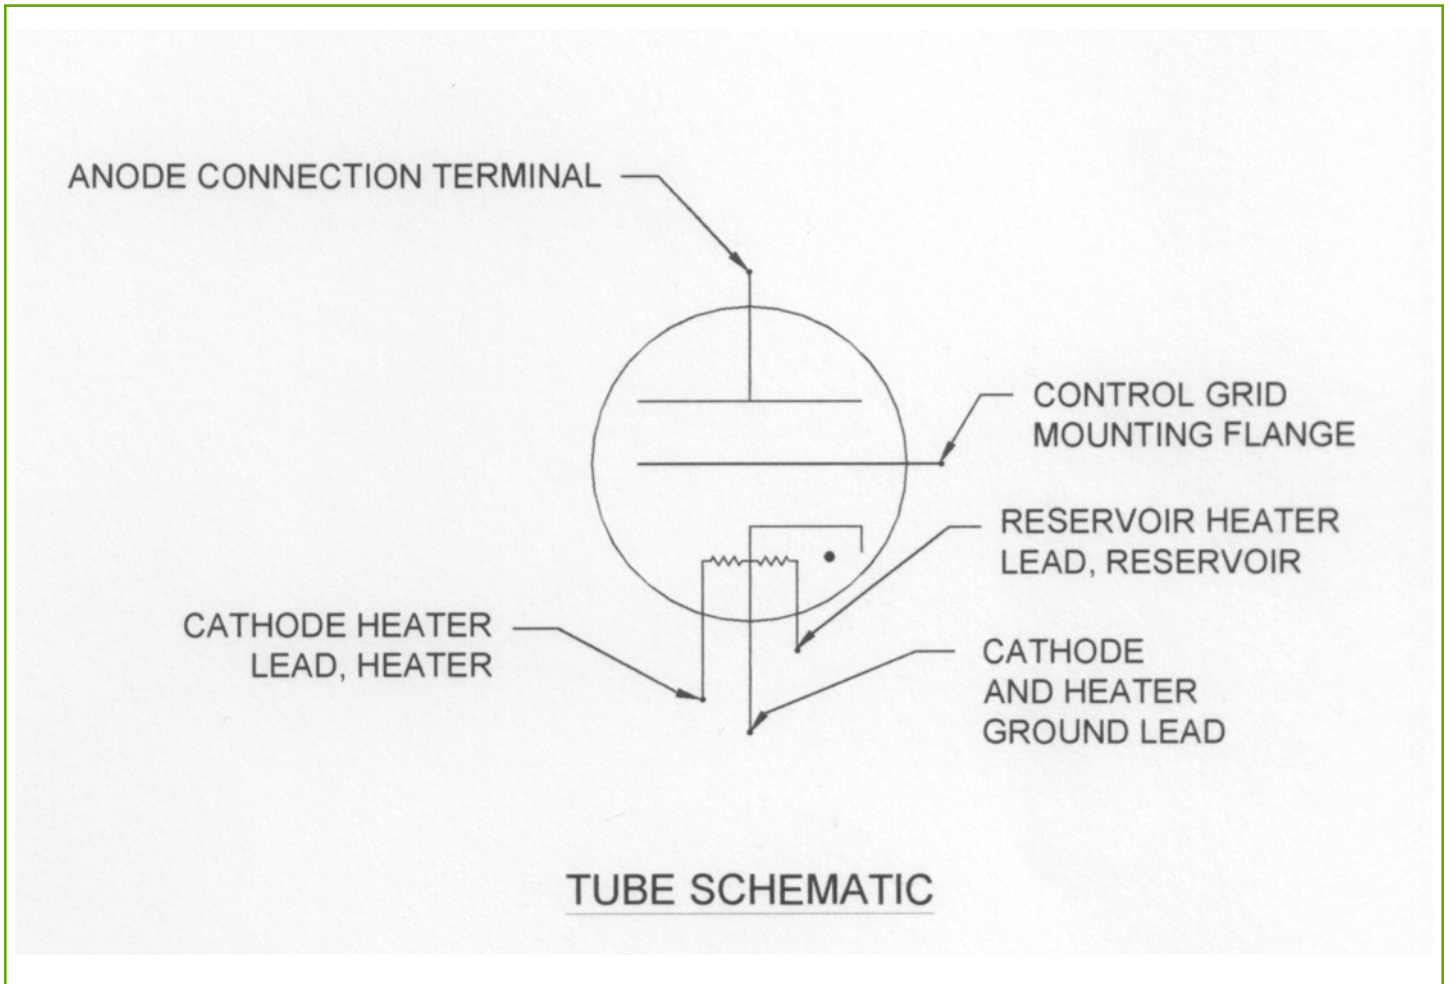 ANODE CONNECTION TERMINAL
CONTROL GRID
MOUNTING FLANGE
RESERVOIR HEATER
LEAD, RESERVOIR
CATHODE HEATER
LEAD, HEATER
CATHODE
AND HEATER
GROUND LEAD
TUBE SCHEMATIC